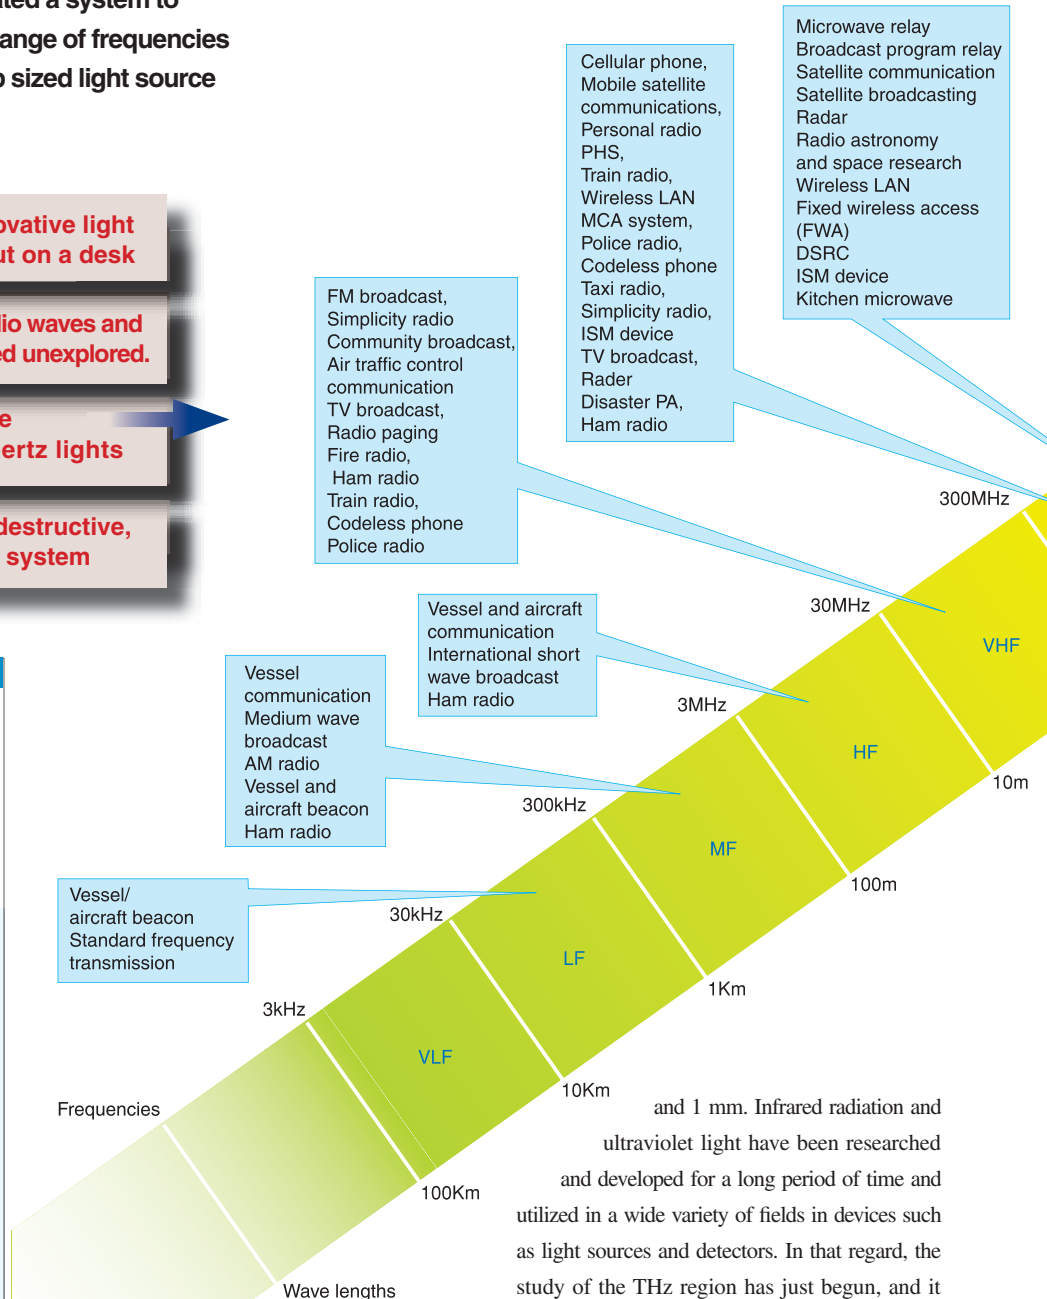 ated a system to
ange of frequencies
p sized light source
ovative light
ut on a desk
dio waves and
ed unexplored.
e
ertz lights
destructive,
system
Microwave relay
Broadcast program relay
Satellite communication
Satellite broadcasting
Radar
Radio astronomy
and space research
Wireless LAN
Fixed wireless access
(FWA)
DSRC
ISM device
Kitchen microwave
Cellular phone,
Mobile satellite
communications,
Personal radio
PHS,
Train radio,
Wireless LAN
MCA system,
Police radio,
Codeless phone
Taxi radio,
Simplicity radio,
ISM device
TV broadcast,
Rader
Disaster PA,
Ham radio
FM broadcast,
Simplicity radio
Community broadcast,
Air traffic control
communication
TV broadcast,
Radio paging
Fire radio,
Ham radio
Train radio,
Codeless phone
Police radio
Vessel and aircraft
communication
International short
wave broadcast
Ham radio
Vessel
communication
Medium wave
broadcast
AM radio
Vessel and
aircraft beacon
Ham radio
Vessel/
aircraft beacon
Standard frequency
transmission
300MHz
30MHz
3MHz
300kHz
30kHz
3kHz
Frequencies
VHF
HF
MF
LF
VLF
10m
100m
1Km
10Km
100Km
Wave lengths
and 1 mm. Infrared radiation and
ultraviolet light have been researched
and developed for a long period of time and
utilized in a wide variety of fields in devices such
as light sources and detectors. In that regard, the
study of the THz region has just begun, and it